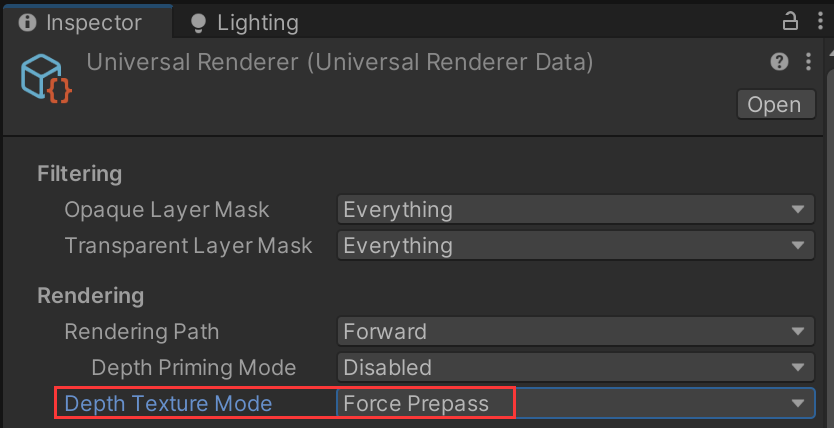 Inspector Lighting
Universal Renderer (Universal Renderer Data)
Open
Filtering
Opaque Layer Mask Everything
Transparent Layer Mask Everything
Rendering
Rendering Path Forward
Depth Priming Mode Disabled
Depth Texture Mode Force Prepass